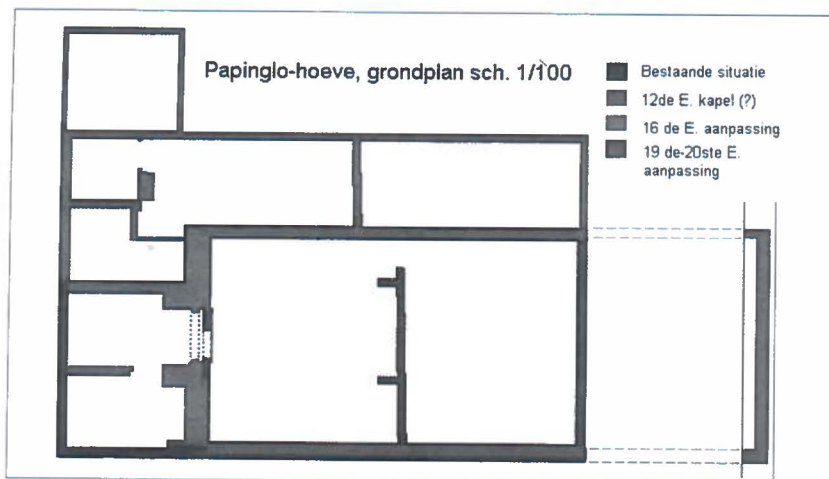 Papinglo-hoeve, grondplan sch. 1/100
Bestaande situatie
12de E. kapel (?)
16 de E. aanpassing
19 de-20ste E.
aanpassing